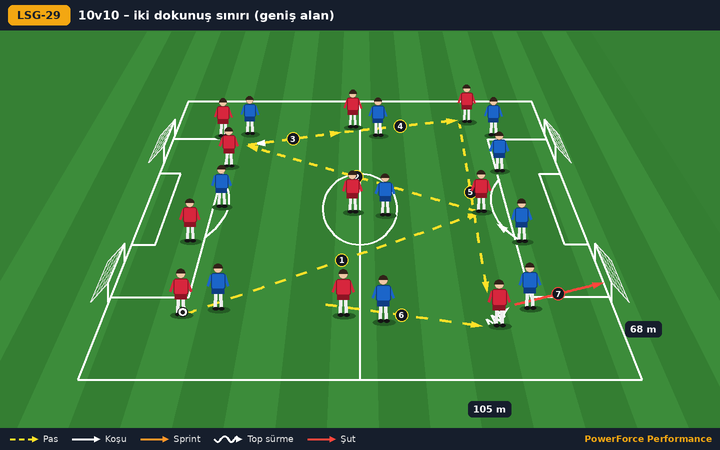 LSG-29 10v10 – iki dokunuş sınırı (geniş alan)
3
4
2
5
1
7
6
68 m
105 m
Pas Koşu Sprint Top sürme Şut PowerForce Performance